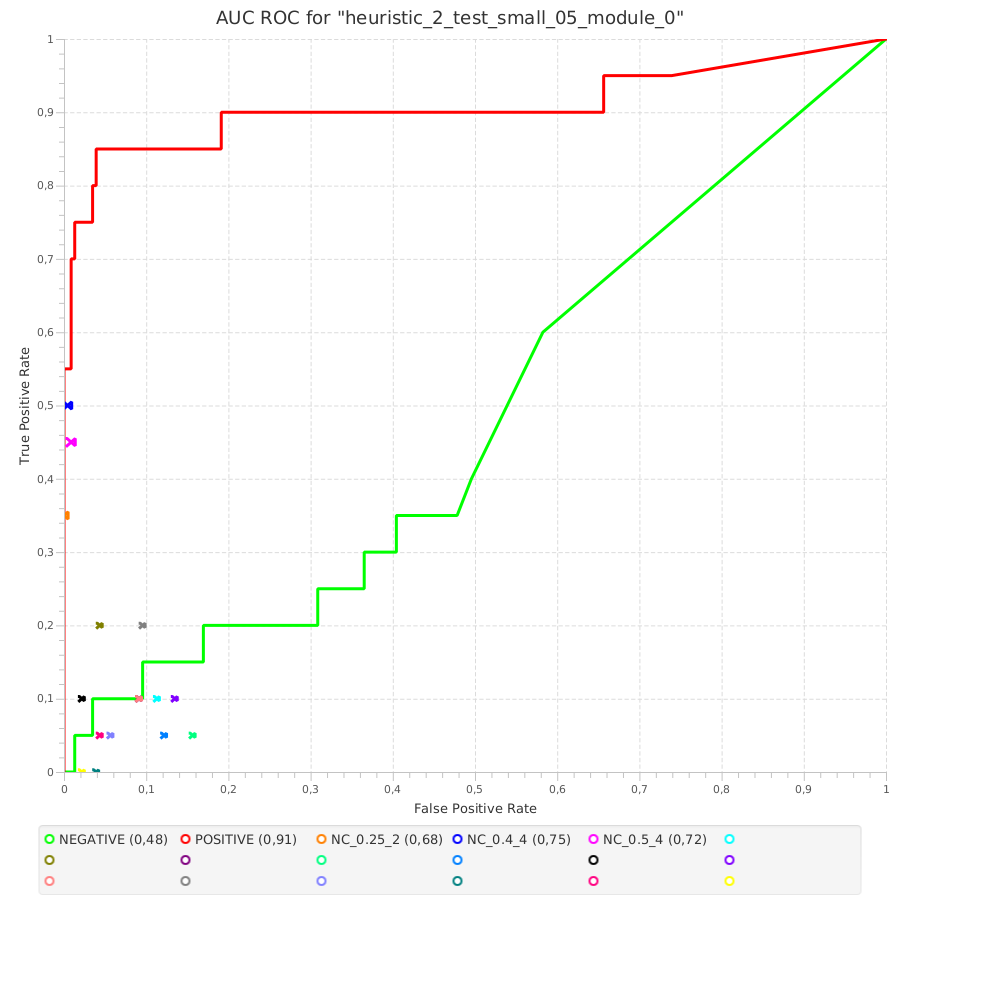 AUC ROC for "heuristic_2_test_small_05_module_0"
1
0,9
0,8
0,7
0,6
0,5
0,4
0,3
0,2
0,1
0
True Positive Rate
0 0,1 0,2 0,3 0,4 0,5 0,6 0,7 0,8 0,9 1
False Positive Rate
NEGATIVE (0,48) POSITIVE (0,91) NC_0.25_2 (0,68) NC_0.4_4 (0,75) NC_0.5_4 (0,72)